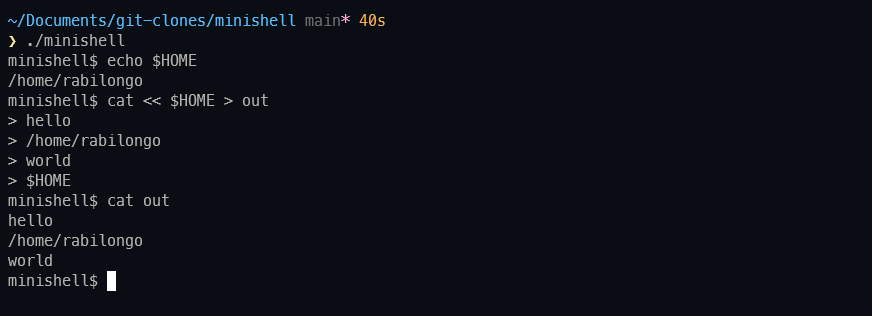 ~/Documents/git-clones/minishell main* 40s
❯ ./minishell
minishell$ echo $HOME
/home/rabilongo
minishell$ cat << $HOME > out
> hello
> /home/rabilongo
> world
> $HOME
minishell$ cat out
hello
/home/rabilongo
world
minishell$